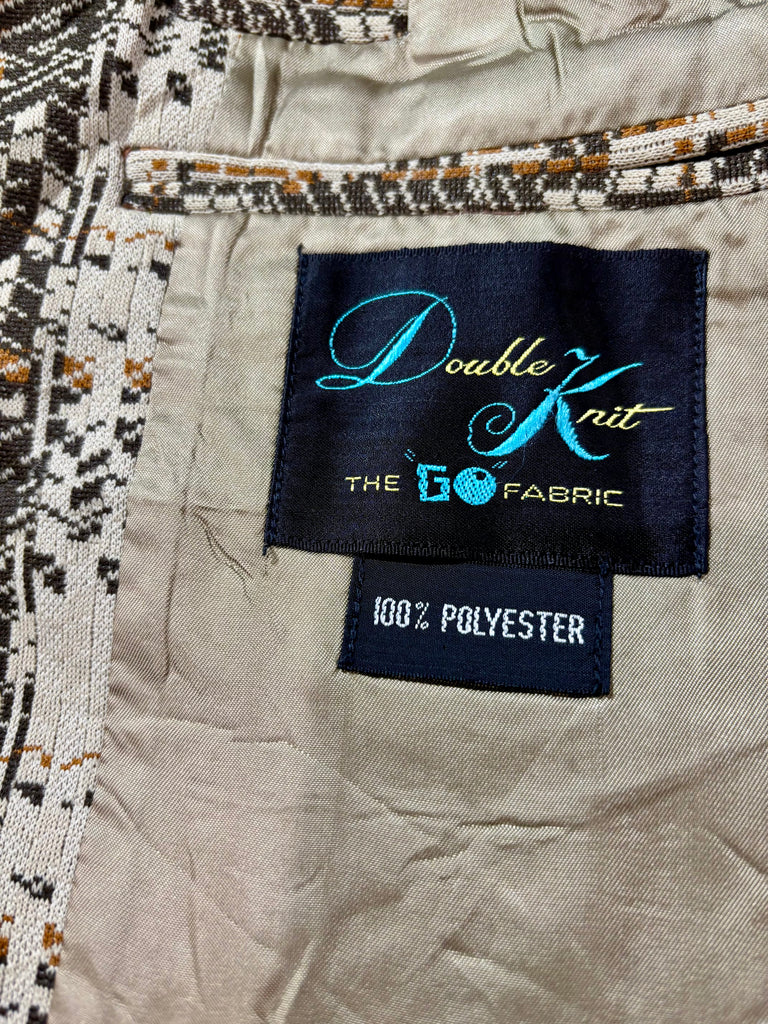 Double Knit
THE GO FABRIC
100% POLYESTER